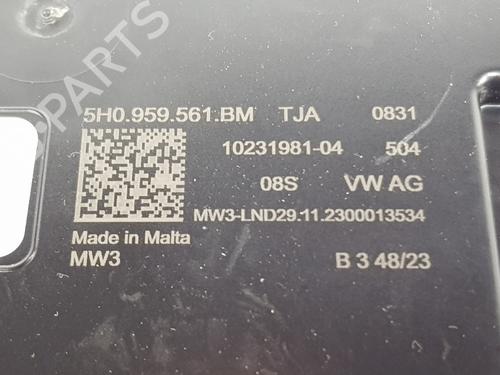 PARTS
5H0.959.561.BM TJA 0831
10231981-04 504
08S VW AG
MW3-LND29.11.2300013534
Made in Malta
MW3 B 3 48/23